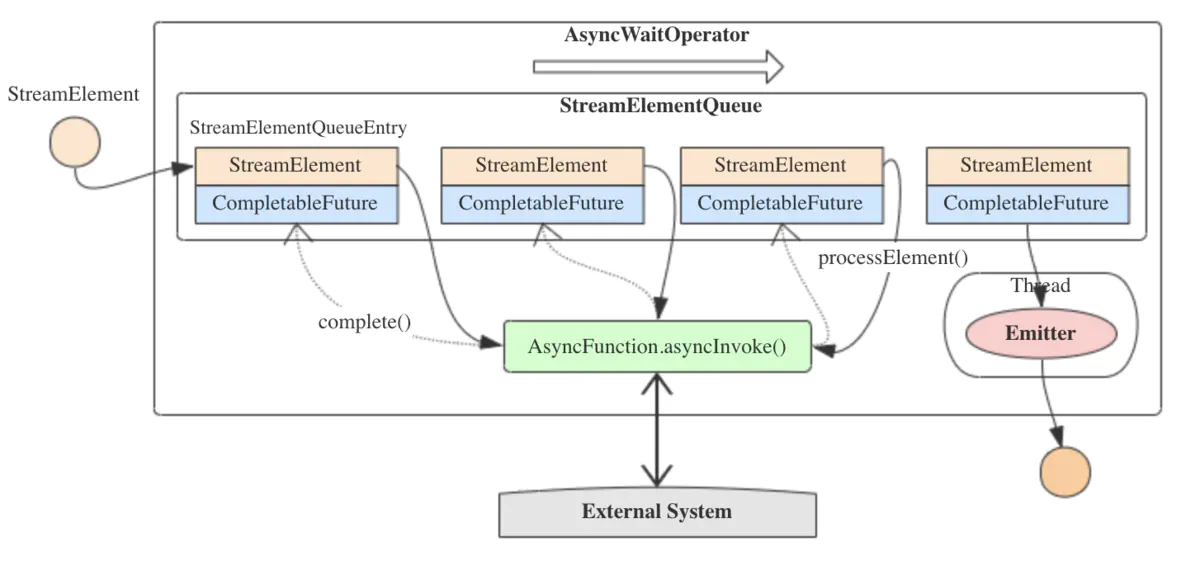 AsyncWaitOperator
StreamElement
StreamElementQueue
StreamElementQueueEntry
StreamElement
StreamElement
StreamElement
StreamElement
CompletableFuture
CompletableFuture
CompletableFuture
CompletableFuture
processElement()
Thread
complete()
Emitter
AsyncFunction.asyncInvoke()
External System